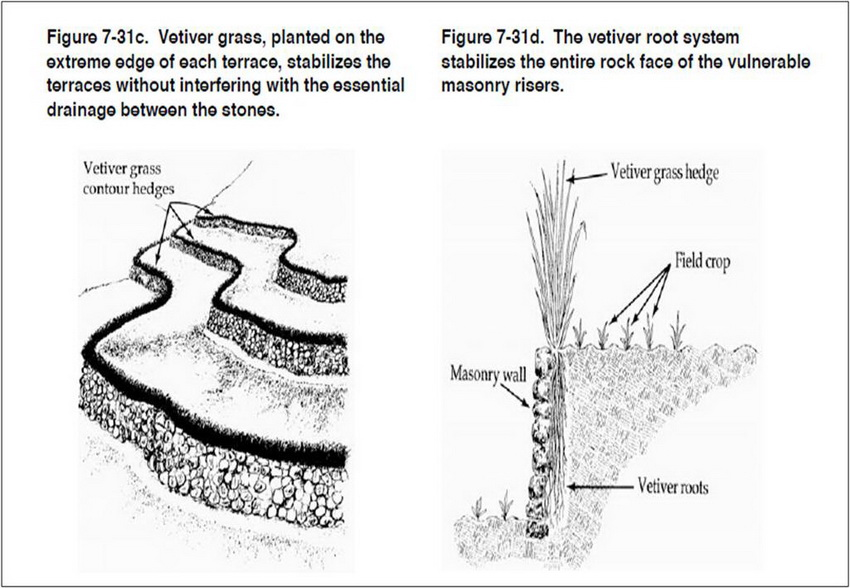 Figure 7-31c.  Vetiver grass, planted on the
extreme edge of each terrace, stabilizes the
terraces without interfering with the essential
drainage between the stones.
Vetiver grass
contour hedges
Figure 7-31d.  The vetiver root system
stabilizes the entire rock face of the vulnerable
masonry risers.
Vetiver grass hedge
Field crop
Masonry wall
Vetiver roots